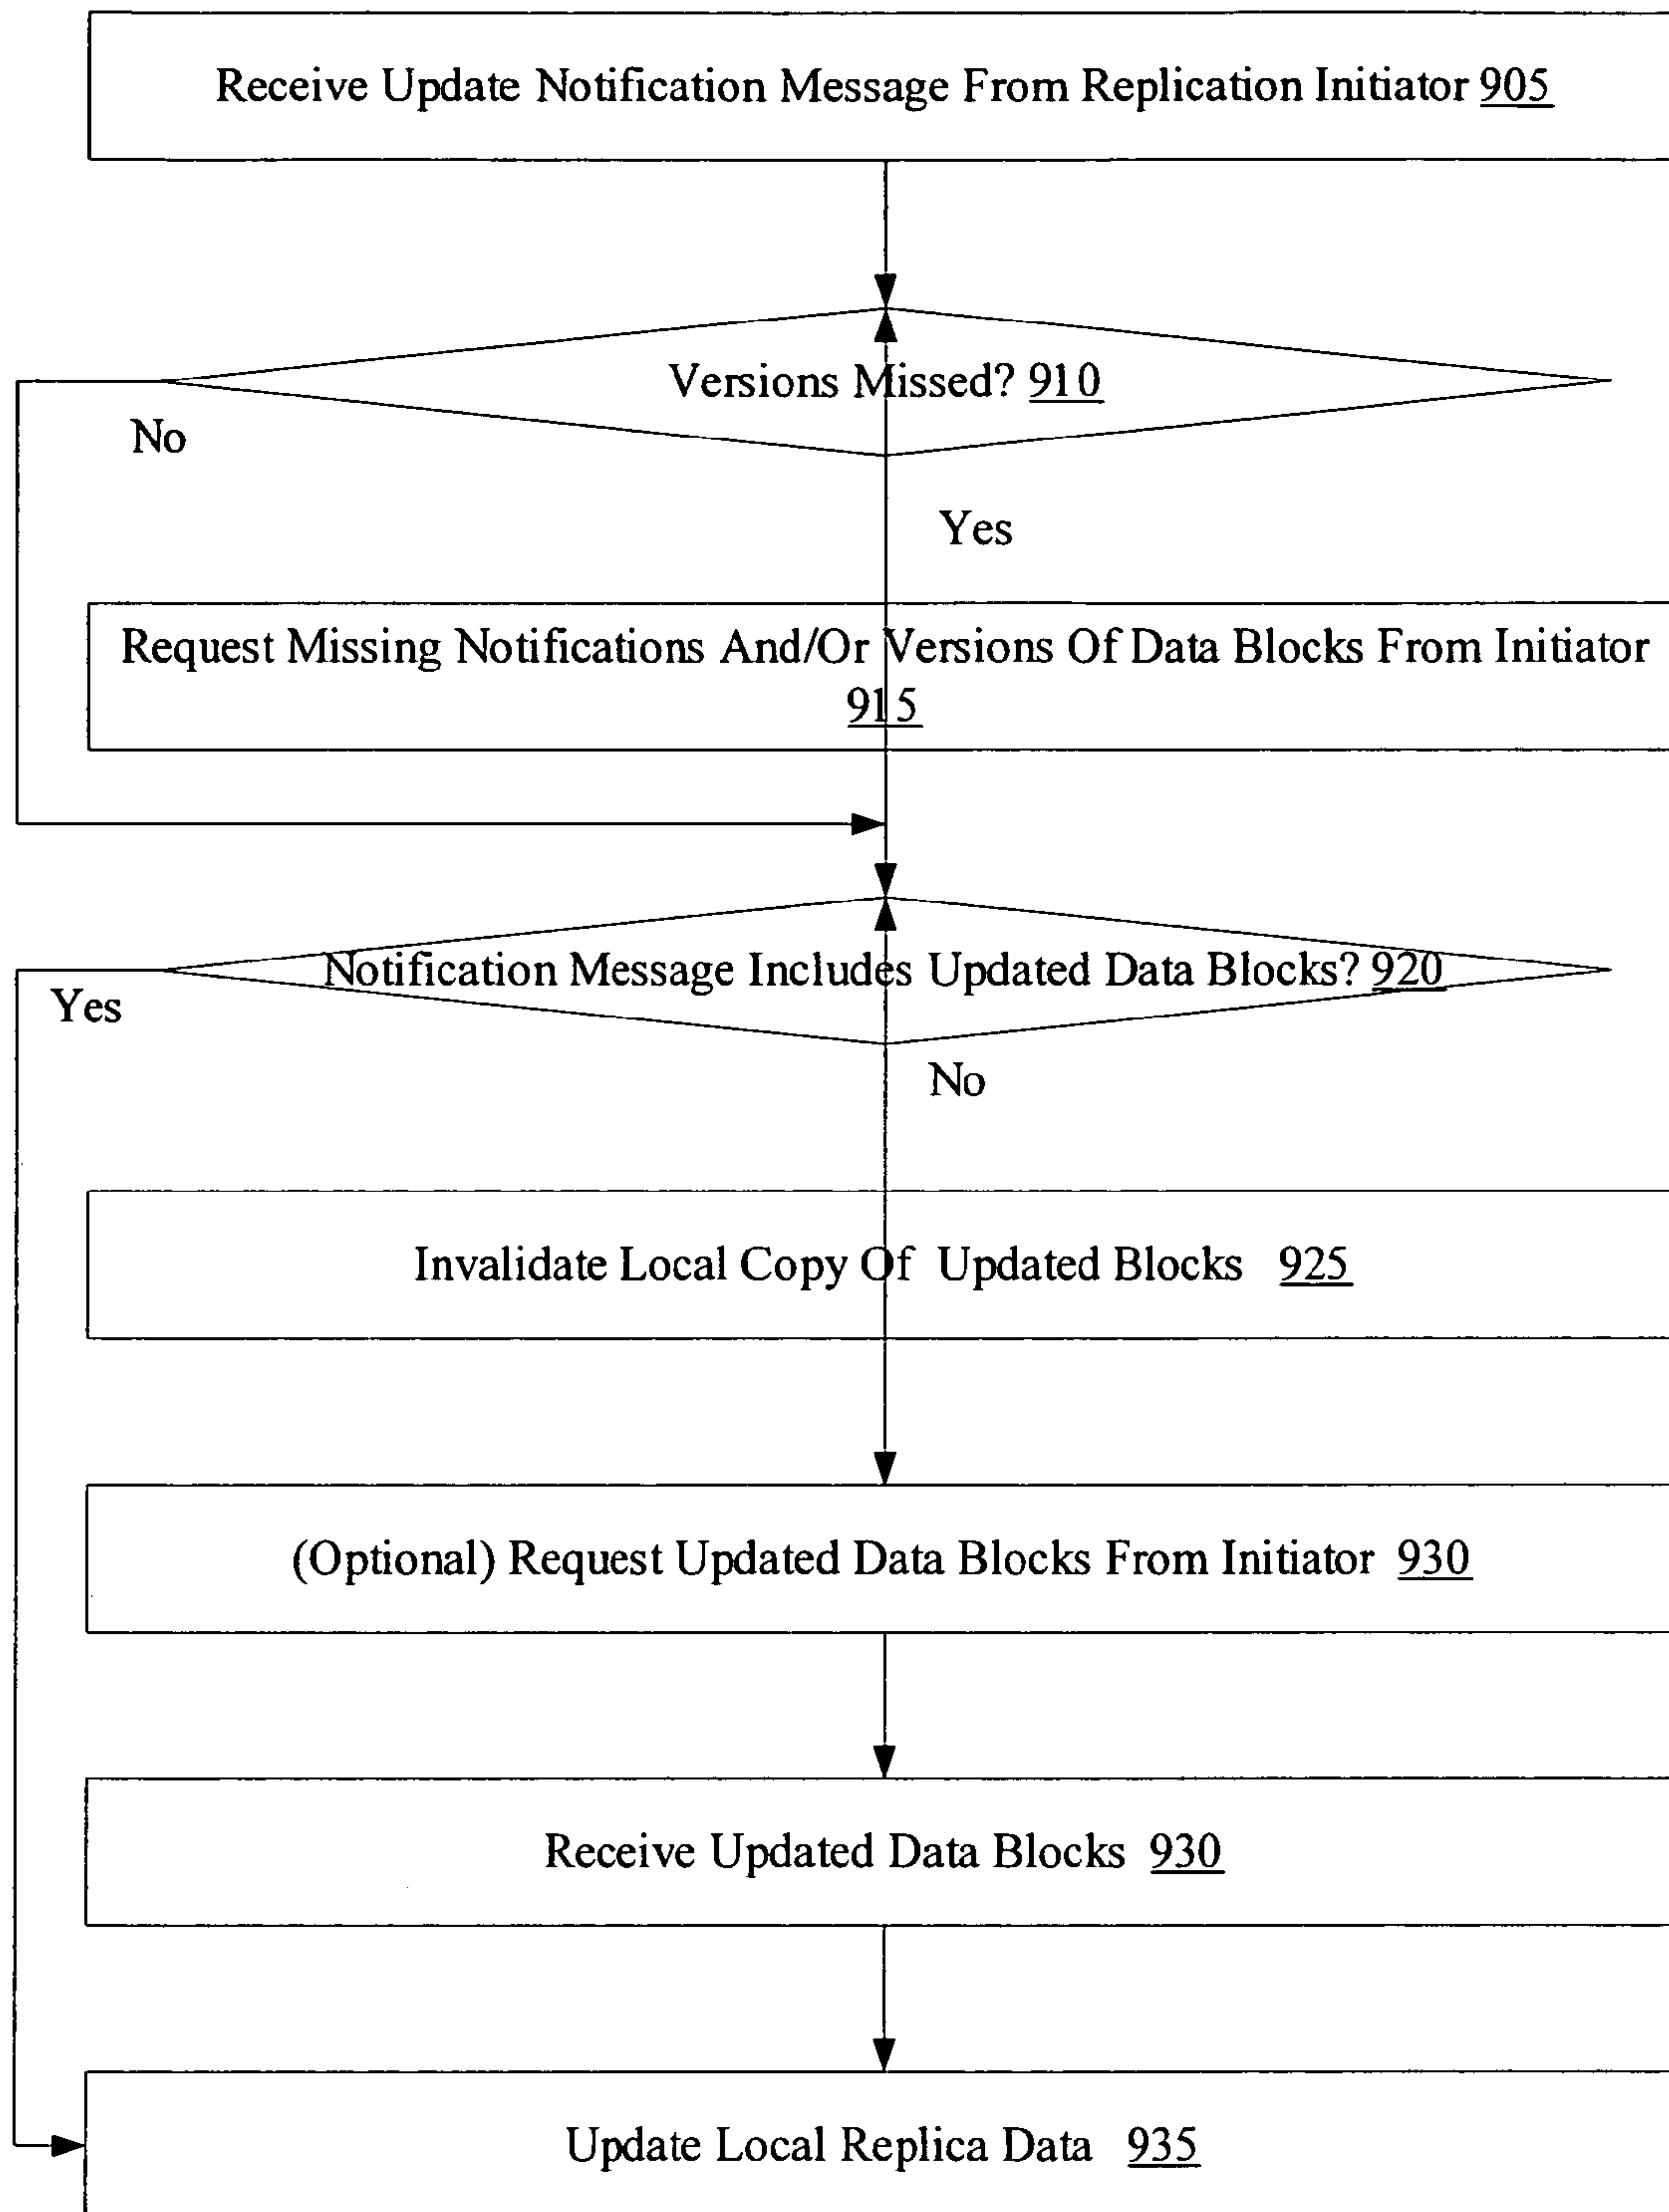 Receive Update Notification Message From Replication Initiator 905
Versions Missed? 910
No
Yes
Request Missing Notifications And/Or Versions Of Data Blocks From Initiator
915
Notification Message Includes Updated Data Blocks? 920
Yes
No
Invalidate Local Copy Of Updated Blocks 925
(Optional) Request Updated Data Blocks From Initiator 930
Receive Updated Data Blocks 930
Update Local Replica Data 935